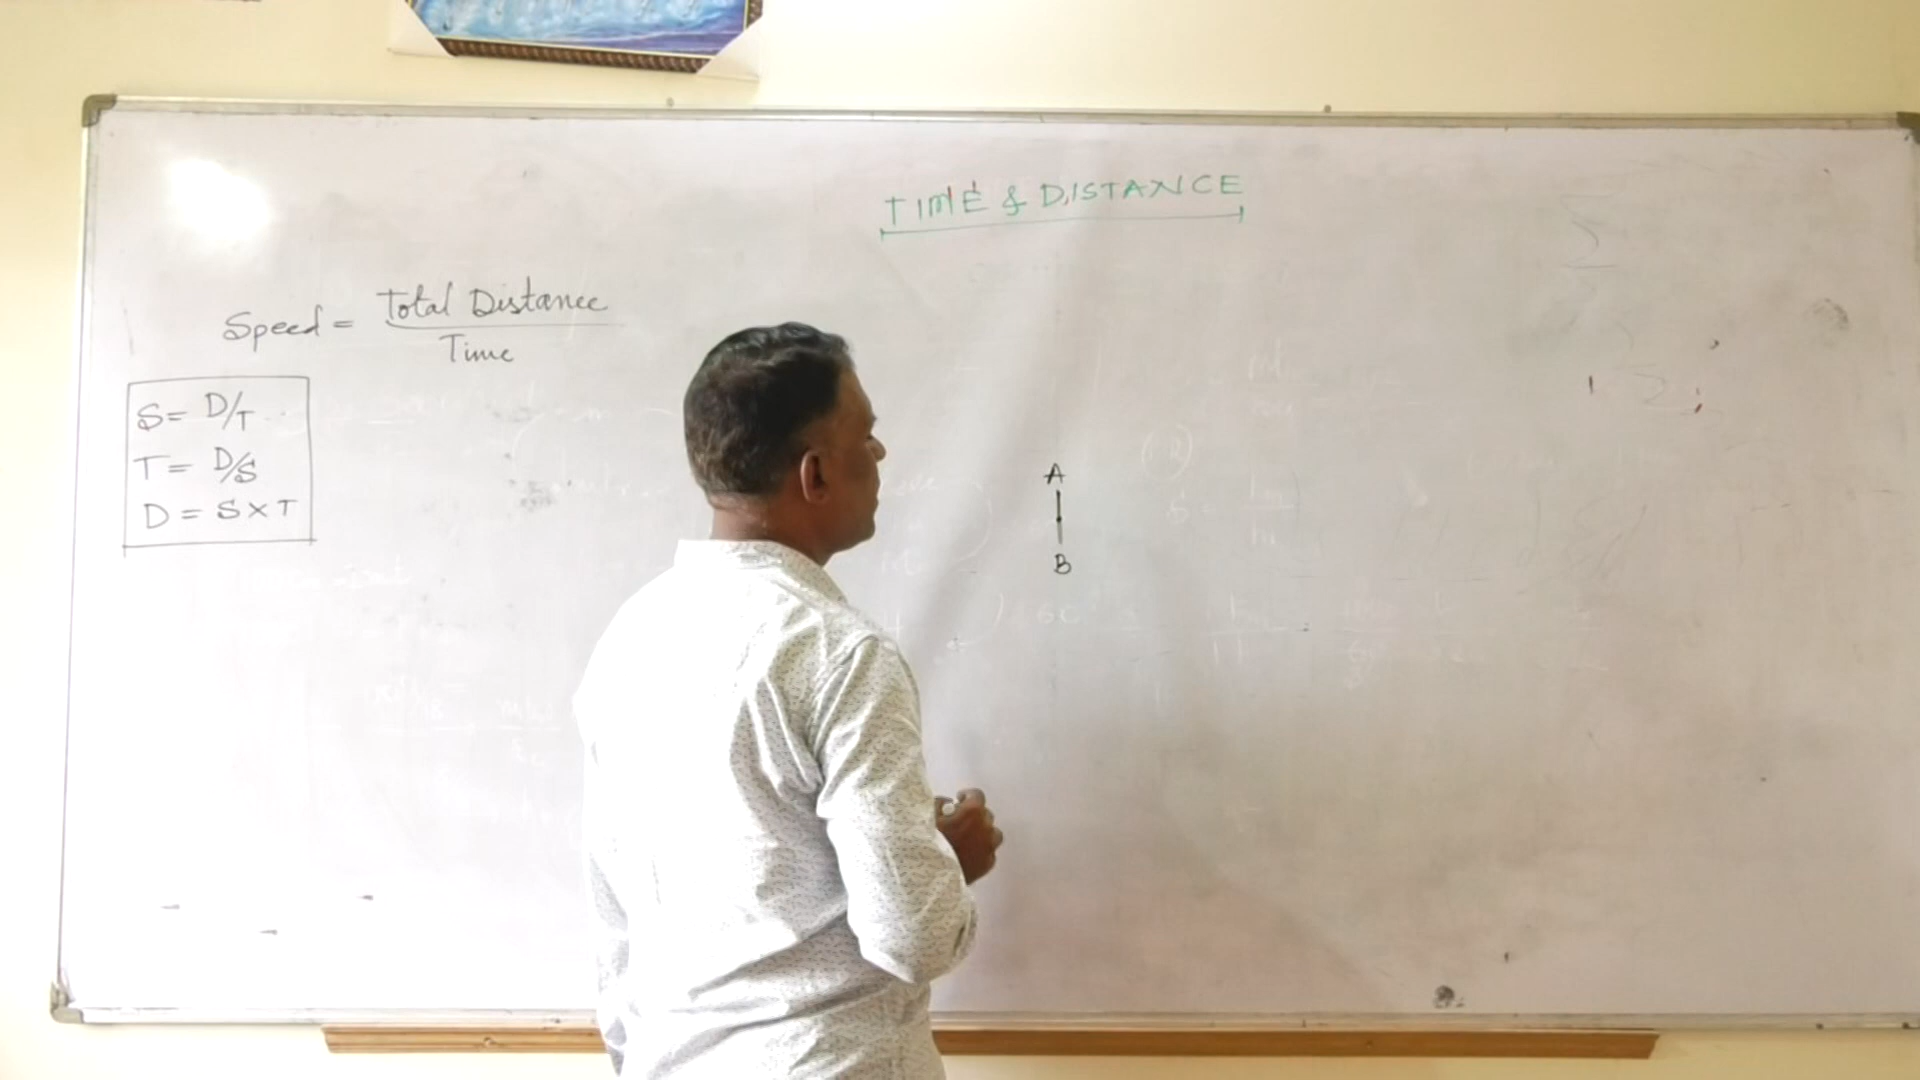 TIME & DISTANCE
Speed = Total Distance
Time
S = D/T
T = D/S
D = S X T
A
B